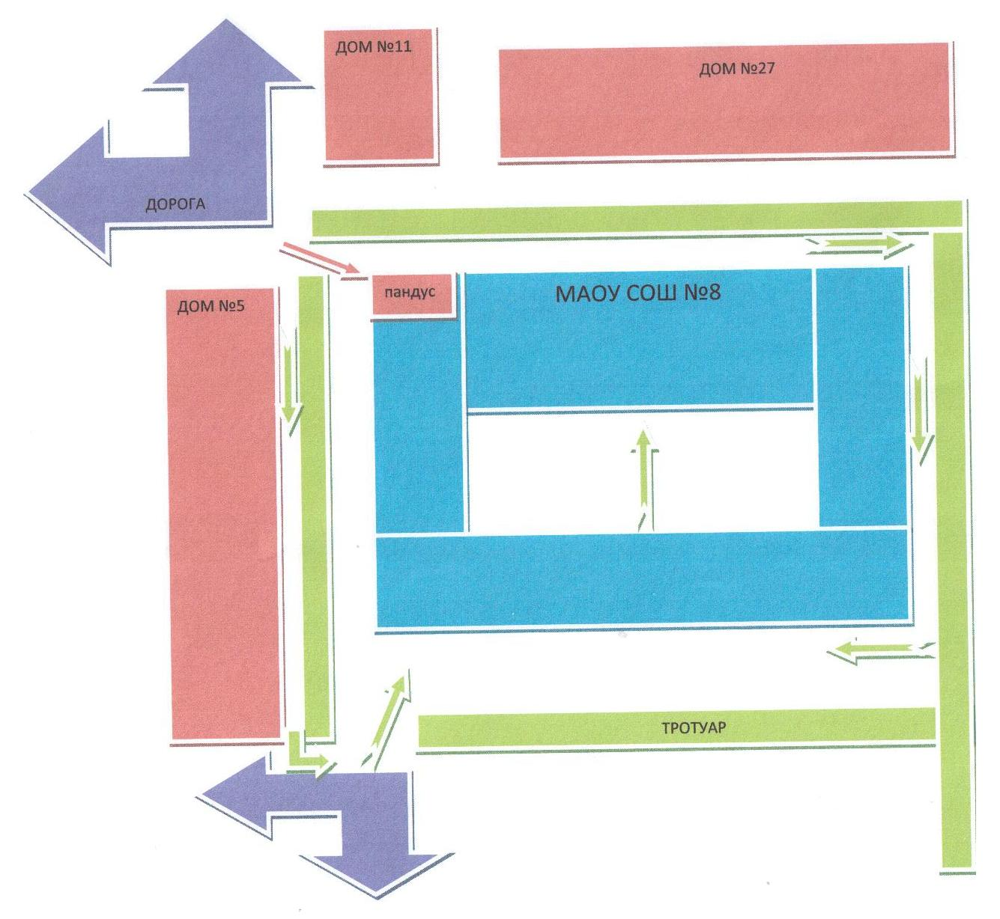 ДОМ №11
ДОМ №27
ДОРОГА
пандус
МАОУ СОШ №8
ДОМ №5
ТРОТУАР